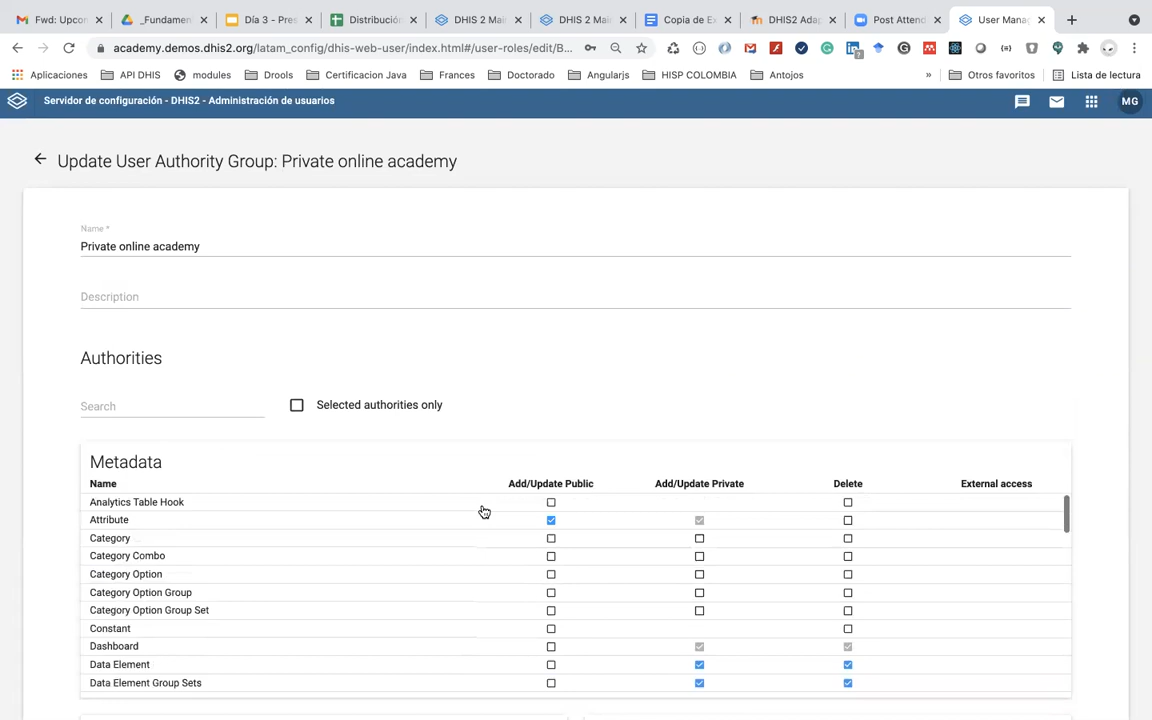 Fwd: Upcon
_Fundamen
Día 3 - Pres
Distribución
DHIS 2 Mai
DHIS 2 Mai
Copia de Ex
DHIS2 Adap
Post Attend
User Manag
academy.demos.dhis2.org/latam_config/dhis-web-user/index.html#/user-roles/edit/B...
Aplicaciones
API DHIS
modules
Drools
Certificacion Java
Frances
Doctorado
Angularjs
HISP COLOMBIA
Antojos
»
Otros favoritos
Lista de lectura
Servidor de configuración - DHIS2 - Administración de usuarios
MG
Update User Authority Group: Private online academy
Name *
Private online academy
Description
Authorities
Search
Selected authorities only
Metadata
Name Add/Update Public Add/Update Private Delete External access
Analytics Table Hook
Attribute
Category
Category Combo
Category Option
Category Option Group
Category Option Group Set
Constant
Dashboard
Data Element
Data Element Group Sets